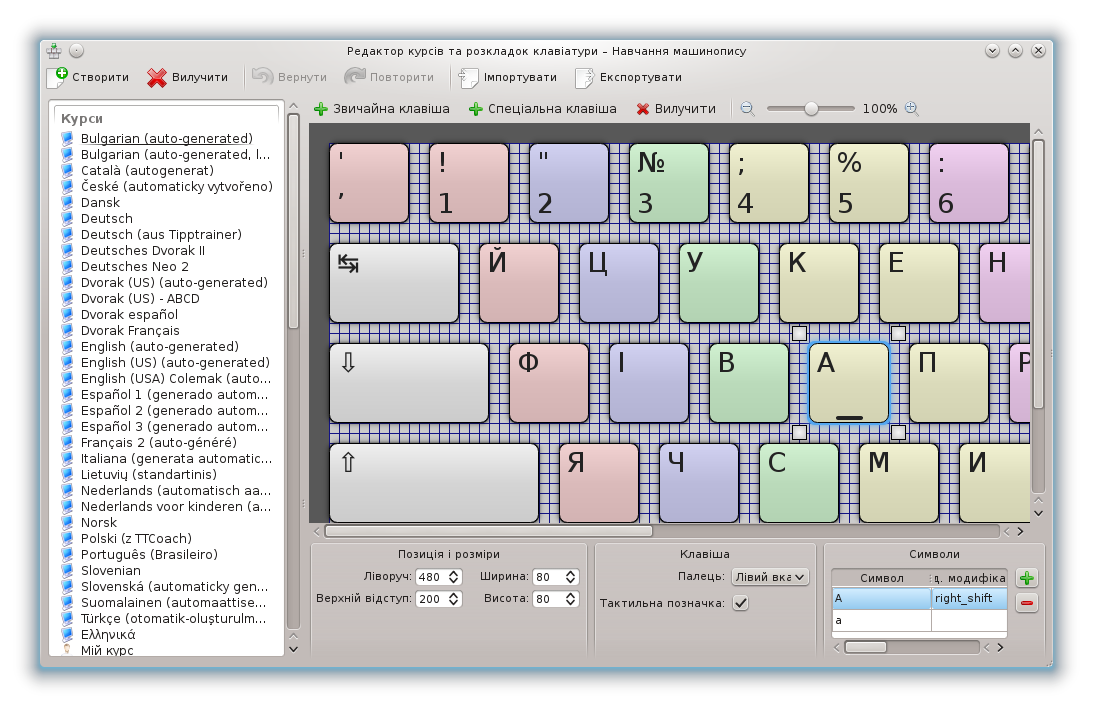 Редактор курсів та розкладок клавіатури – Навчання машинопису
Створити Вилучити Вернути Повторити Імпортувати Експортувати
Звичайна клавіша Спеціальна клавіша Вилучити 100%
Курси
Bulgarian (auto-generated)
Bulgarian (auto-generated, l...
Català (autogenerat)
České (automaticky vytvořeno)
Dansk
Deutsch
Deutsch (aus Tipptrainer)
Deutsches Dvorak II
Deutsches Neo 2
Dvorak (US) (auto-generated)
Dvorak (US) - ABCD
Dvorak español
Dvorak Français
English (auto-generated)
English (US) (auto-generated)
English (USA) Colemak (auto...
Español 1 (generado autom...
Español 2 (generado autom...
Español 3 (generado autom...
Français 2 (auto-généré)
Italiana (generata automatic...
Lietuvių (standartinis)
Nederlands (automatisch aa...
Nederlands voor kinderen (a...
Norsk
Polski (z TTCoach)
Português (Brasileiro)
Slovenian
Slovenská (automaticky gen...
Suomalainen (automaattise...
Türkçe (otomatik-oluşturulm...
Ελληνικά
Мій курс
' ! " № ; % :
, 1 2 3 4 5 6
↹ Й Ц У К Е Н
⇩ Ф І В А П Р
⇧ Я Ч С М И
Позиція і розміри
Ліворуч: 480 Ширина: 80
Верхній відступ: 200 Висота: 80
Клавіша
Палець: Лівий вка
Тактильна позначка:
Символи
Символ д. модифіка
А right_shift
а